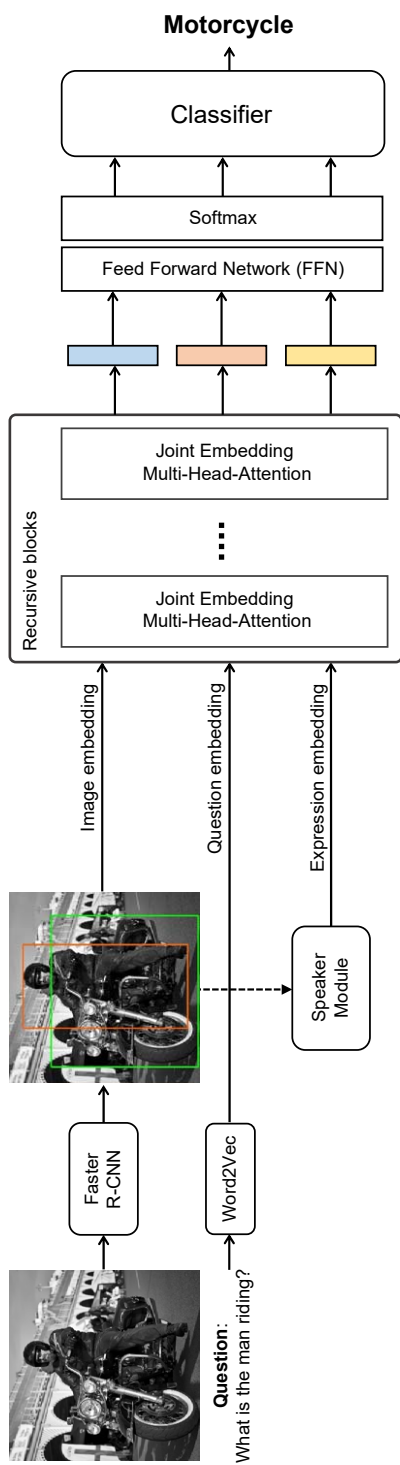 Motorcycle
Classifier
Softmax
Feed Forward Network (FFN)
Recursive blocks
Joint Embedding
Multi-Head-Attention
Joint Embedding
Multi-Head-Attention
Image embedding
Question embedding
Expression embedding
Speaker
Module
Faster
R-CNN
Word2Vec
Question:
What is the man riding?